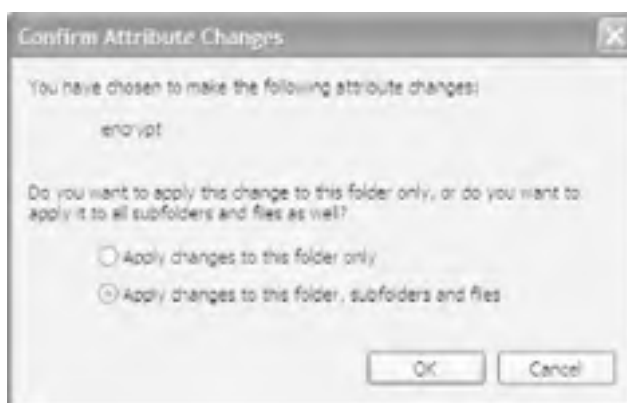 Confirm Attribute Changes
You have chosen to make the following attribute changes:
encrypt
Do you want to apply this change to this folder only, or do you want to
apply it to all subfolders and files as well?
Apply changes to this folder only
Apply changes to this folder, subfolders and files
OK
Cancel